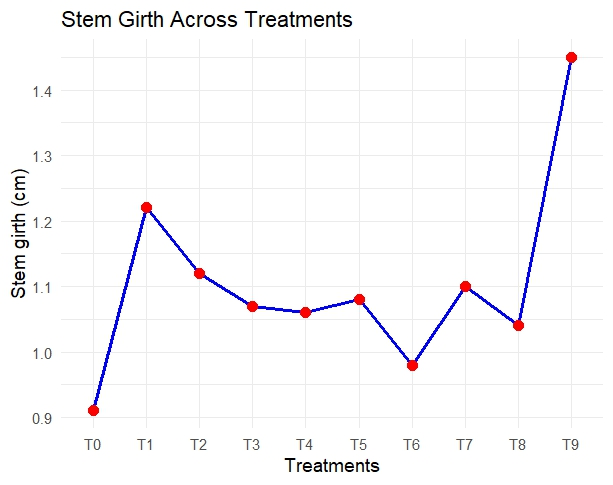 Stem Girth Across Treatments
Stem girth (cm)
1.4
1.3
1.2
1.1
1.0
0.9
T0 T1 T2 T3 T4 T5 T6 T7 T8 T9
Treatments